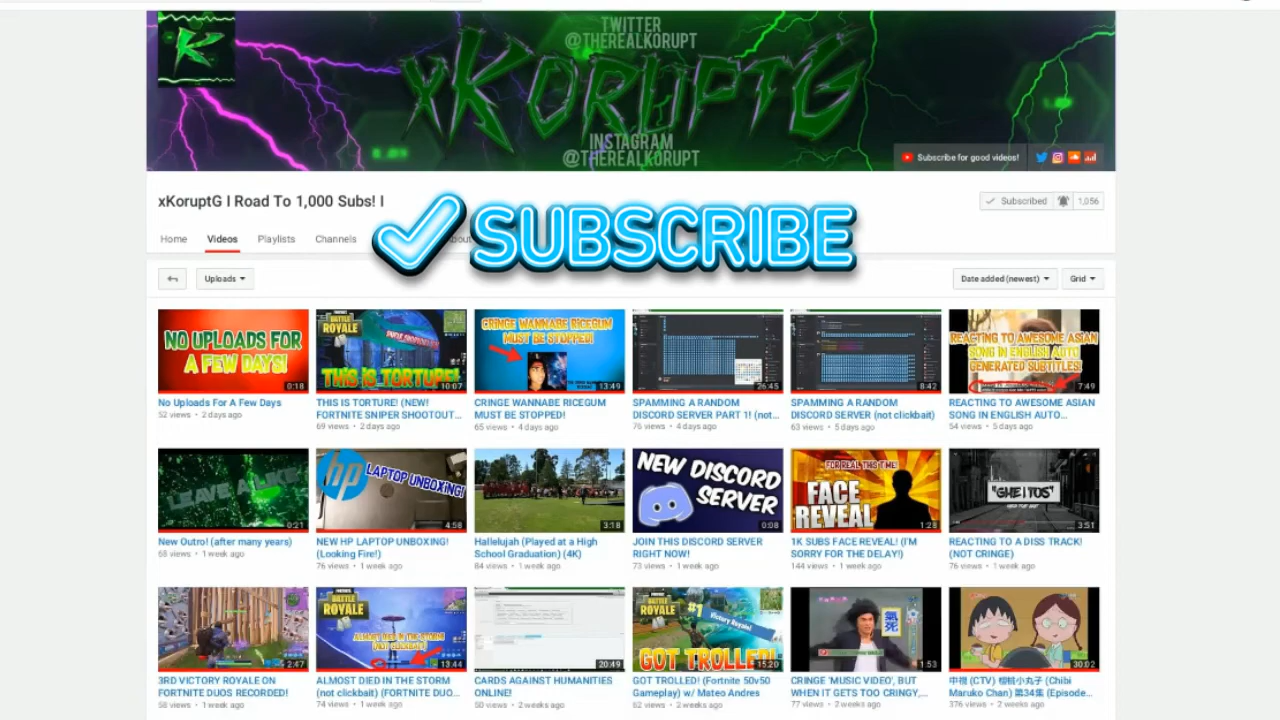 TWITTER
@THEREALKORUPT
K
xKoruptG
INSTAGRAM
@THEREALKORUPT
Subscribe for good videos!
xKoruptG I Road To 1,000 Subs! I
Subscribed 1,056
SUBSCRIBE
Home Videos Playlists Channels
Uploads Date added (newest) Grid
NO UPLOADS FOR
A FEW DAYS!
0:18
BATTLE
ROYALE
THIS IS TORTURE!
10:07
CRINGE WANNABE RICEGUM
MUST BE STOPPED!
13:49
26:45
8:42
REACTING TO AWESOME ASIAN
SONG IN ENGLISH AUTO
GENERATED SUBTITLES!
7:49
No Uploads For A Few Days
52 views • 2 days ago
THIS IS TORTURE! (NEW!
FORTNITE SNIPER SHOOTOUT...
69 views • 2 days ago
CRINGE WANNABE RICEGUM
MUST BE STOPPED!
65 views • 4 days ago
SPAMMING A RANDOM
DISCORD SERVER PART 1! (not...
76 views • 4 days ago
SPAMMING A RANDOM
DISCORD SERVER (not clickbait)
63 views • 5 days ago
REACTING TO AWESOME ASIAN
SONG IN ENGLISH AUTO...
54 views • 5 days ago
LEAVE A LIKE
0:21
hp
LAPTOP UNBOXING!
4:58
3:18
NEW DISCORD
SERVER
0:08
FOR REAL THIS TIME!
FACE
REVEAL
1:28
"GHETTOS"
3:51
New Outro! (after many years)
68 views • 1 week ago
NEW HP LAPTOP UNBOXING!
(Looking Fire!)
76 views • 1 week ago
Hallelujah (Played at a High
School Graduation) (4K)
84 views • 1 week ago
JOIN THIS DISCORD SERVER
RIGHT NOW!
73 views • 1 week ago
1K SUBS FACE REVEAL! (I'M
SORRY FOR THE DELAY!)
144 views • 1 week ago
REACTING TO A DISS TRACK!
(NOT CRINGE)
76 views • 1 week ago
2:47
BATTLE
ROYALE
ALMOST DIED IN THE STORM!
(NOT CLICKBAIT)
13:44
20:49
BATTLE
ROYALE
#1
Victory Royale!
GOT TROLLED!
15:20
氣
死
1:53
30:02
3RD VICTORY ROYALE ON
FORTNITE DUOS RECORDED!
58 views • 1 week ago
ALMOST DIED IN THE STORM
(not clickbait) (FORTNITE DUO...
74 views • 1 week ago
CARDS AGAINST HUMANITIES
ONLINE!
50 views • 2 weeks ago
GOT TROLLED! (Fortnite 50v50
Gameplay) w/ Mateo Andres
62 views • 2 weeks ago
CRINGE 'MUSIC VIDEO', BUT
WHEN IT GETS TOO CRINGY,...
77 views • 2 weeks ago
中視 (CTV) 櫻桃小丸子 (Chibi
Maruko Chan) 第34集 (Episode...
376 views • 2 weeks ago